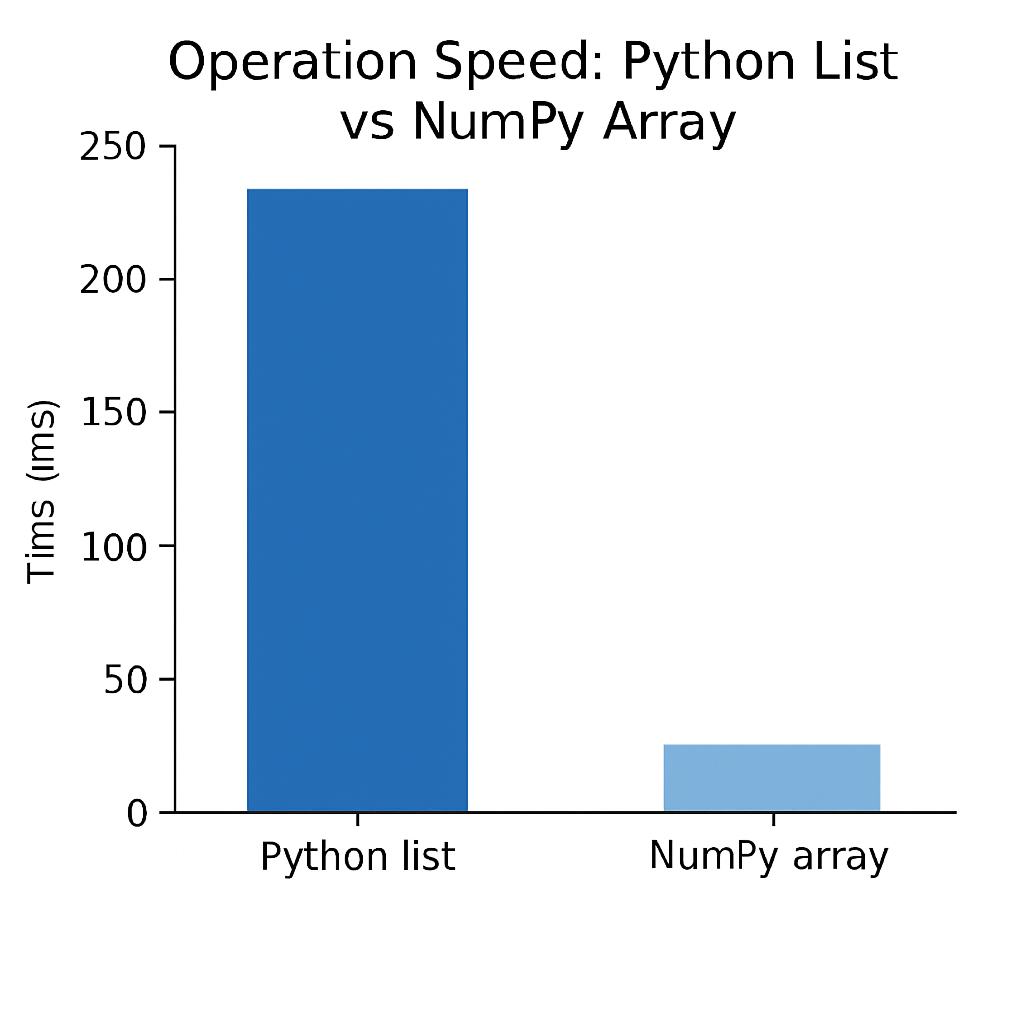 Operation Speed: Python List
vs NumPy Array
250
200
150
100
50
0
Tims (ms)
Python list
NumPy array